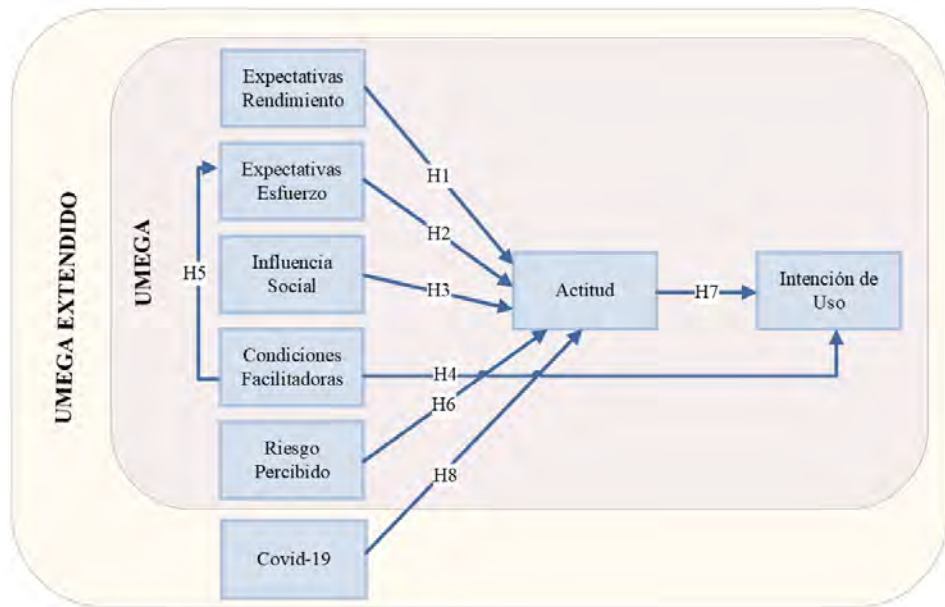 UMEGA EXTENDIDO
UMEGA
Expectativas
Rendimiento
Expectativas
Esfuerzo
Influencia
Social
Condiciones
Facilitadoras
Riesgo
Percibido
Covid-19
H5
H1
H2
H3
H4
H6
H8
Actitud
H7
Intención de
Uso